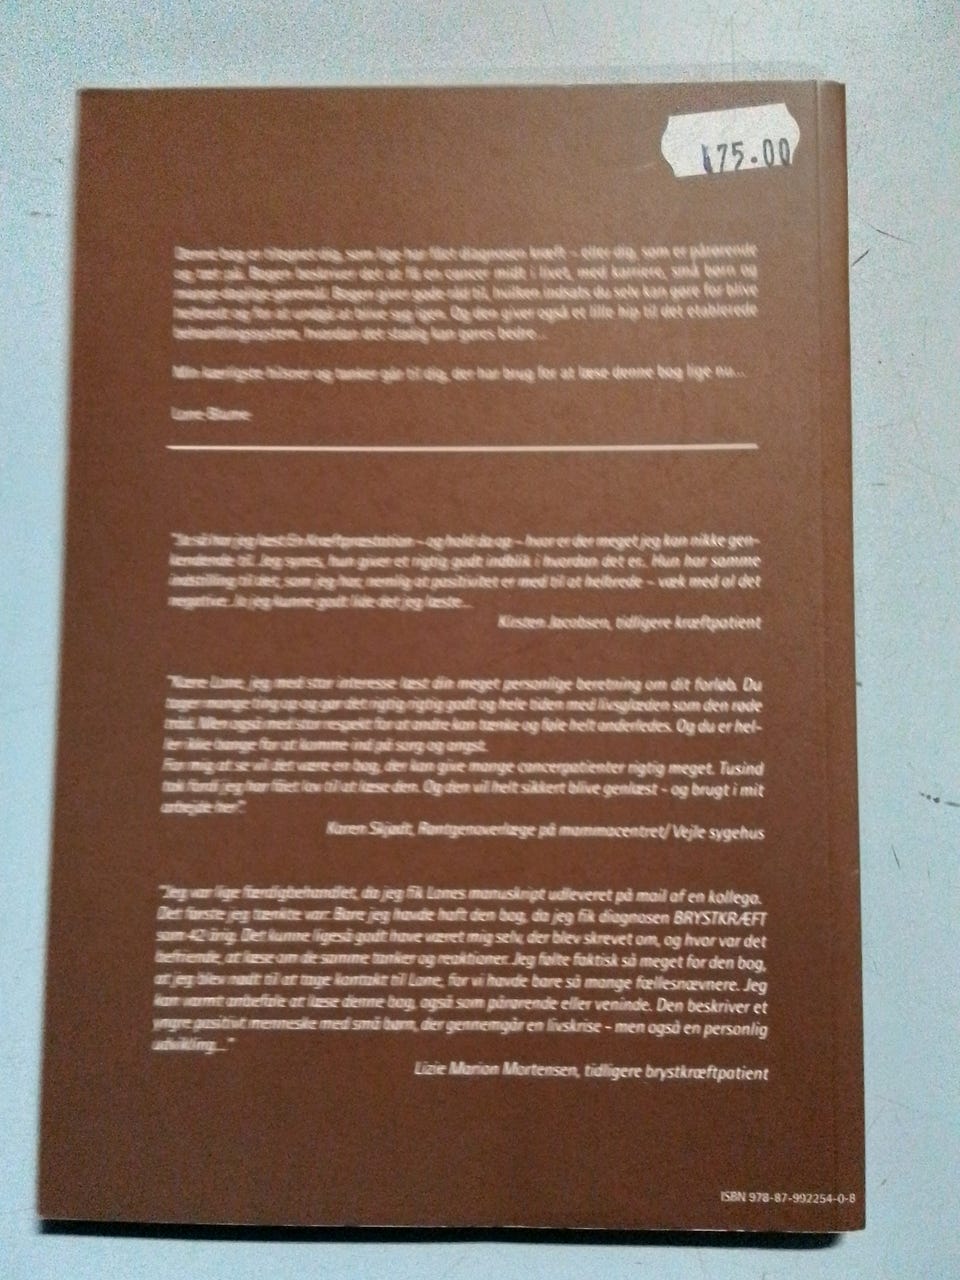 175.00
Denne bog er tilegnet dig, som lige har fået diagnosen kræft - eller dig, som er pårørende
og tæt på. Bogen beskriver det at få en cancer midt i livet, med karriere, små børn og
mange daglige gøremål. Bogen giver gode råd til, hvilken indsats du selv kan gøre for blive
helbredt og for at undgå at blive syg igen. Og den giver også et lille hip til det etablerede
behandlingssystem, hvordan det stadig kan gøres bedre...
Min kærligste hilsner og tanker går til dig, der har brug for at læse denne bog lige nu...
Lone Blume
"Ja så har jeg læst En Kræftpræstation - og hold da op - hvor er der meget jeg kan nikke gen-
kendende til. Jeg synes, hun giver et rigtig godt indblik i hvordan det er. Hun har samme
indstilling til det, som jeg har, nemlig at positivitet er med til at helbrede - væk med al det
negative. Jo jeg kunne godt lide det jeg læste...
Kirsten Jacobsen, tidligere kræftpatient
"Kære Lone, jeg med stor interesse læst din meget personlige beretning om dit forløb. Du
tager mange ting op og gør det rigtig rigtig godt og hele tiden med livsglæden som den røde
tråd. Men også med stor respekt for at andre kan tænke og føle helt anderledes. Og du er hel-
ler ikke bange for at komme ind på sorg og angst.
For mig at se vil det være en bog, der kan give mange cancerpatienter rigtig meget. Tusind
tak fordi jeg har fået lov til at læse den. Og den vil helt sikkert blive genlæst - og brugt i mit
arbejde her".
Karen Skjødt, Røntgenoverlæge på mammacentret/ Vejle sygehus
"Jeg var lige færdigbehandlet, da jeg fik Lones manuskript udleveret på mail af en kollega.
Det første jeg tænkte var: Bare jeg havde haft den bog, da jeg fik diagnosen BRYSTKRÆFT
som 42 årig. Det kunne ligeså godt have været mig selv, der blev skrevet om, og hvor var det
befriende, at læse om de samme tanker og reaktioner. Jeg følte faktisk så meget for den bog,
at jeg blev nødt til at tage kontakt til Lone, for vi havde bare så mange fællesnævnere. Jeg
kan varmt anbefale at læse denne bog, også som pårørende eller veninde. Den beskriver et
yngre positivt menneske med små børn, der gennemgår en livskrise - men også en personlig
udvikling..."
Lizie Marion Mortensen, tidligere brystkræftpatient
ISBN 978-87-992254-0-8